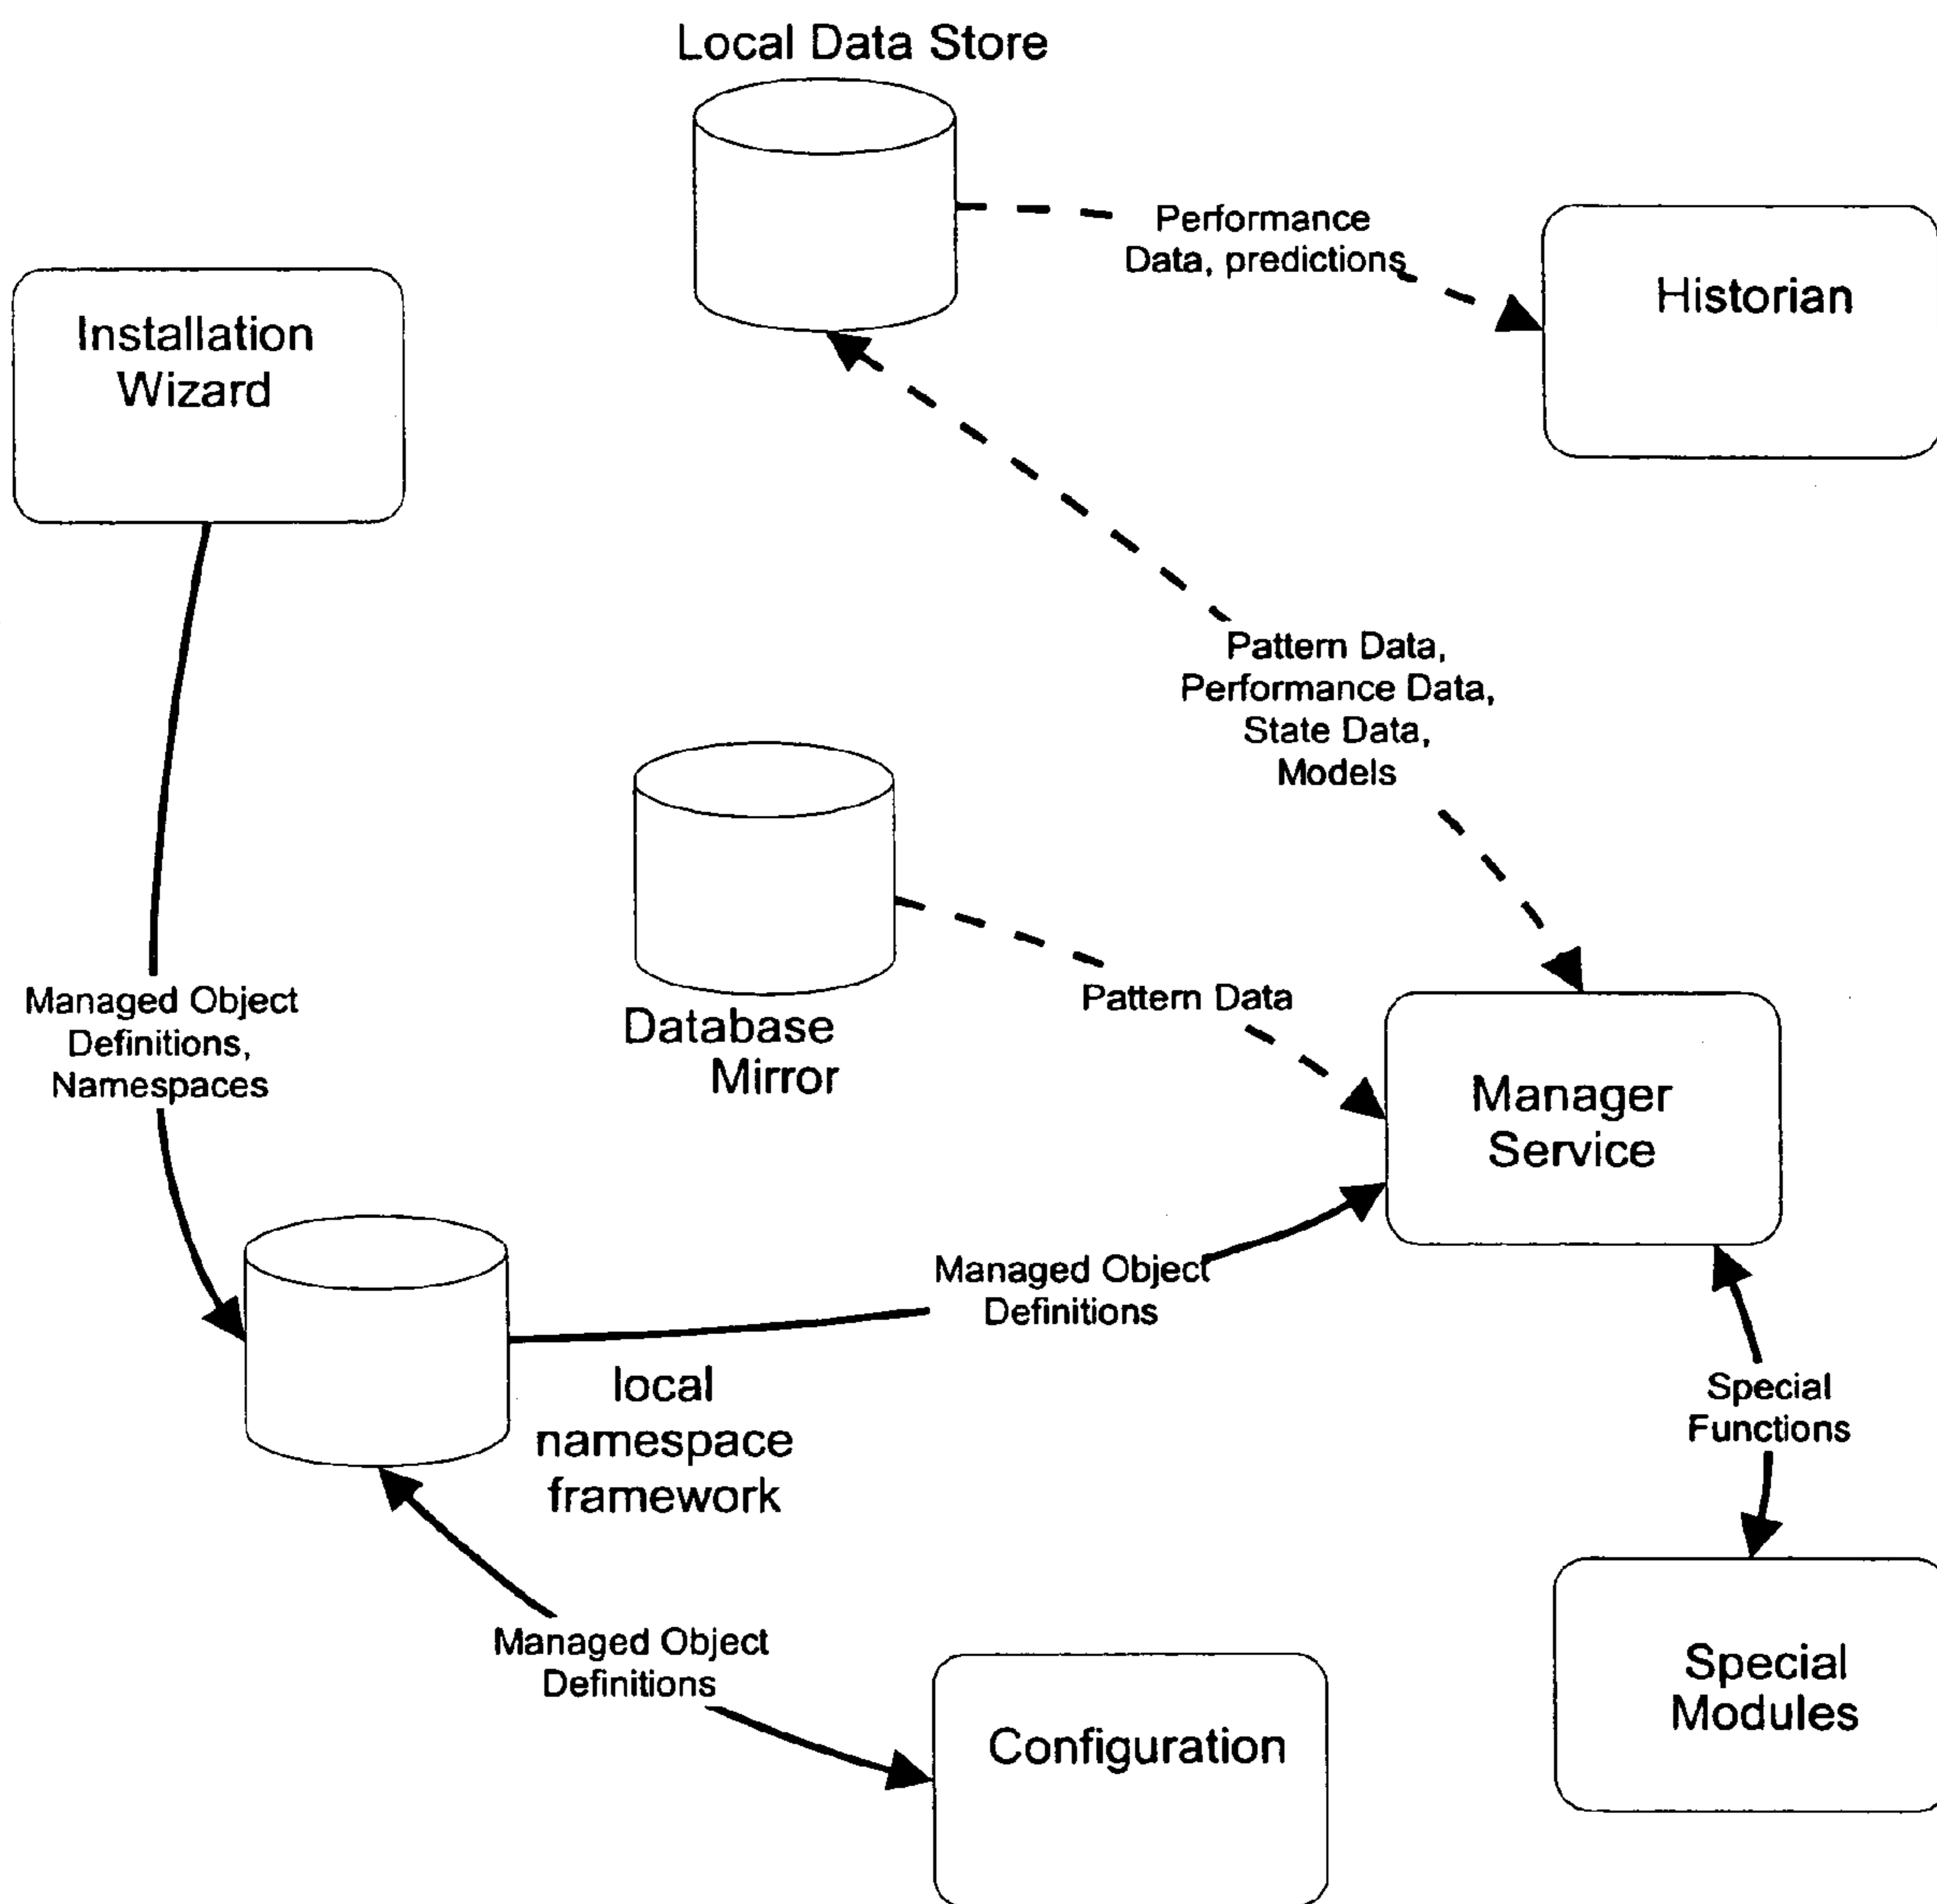 Local Data Store
Performance
Data, predictions
Historian
Installation
Wizard
Pattern Data,
Performance Data,
State Data,
Models
Managed Object
Definitions,
Namespaces
Database
Mirror
Pattern Data
Manager
Service
Managed Object
Definitions
local
namespace
framework
Special
Functions
Managed Object
Definitions
Configuration
Special
Modules